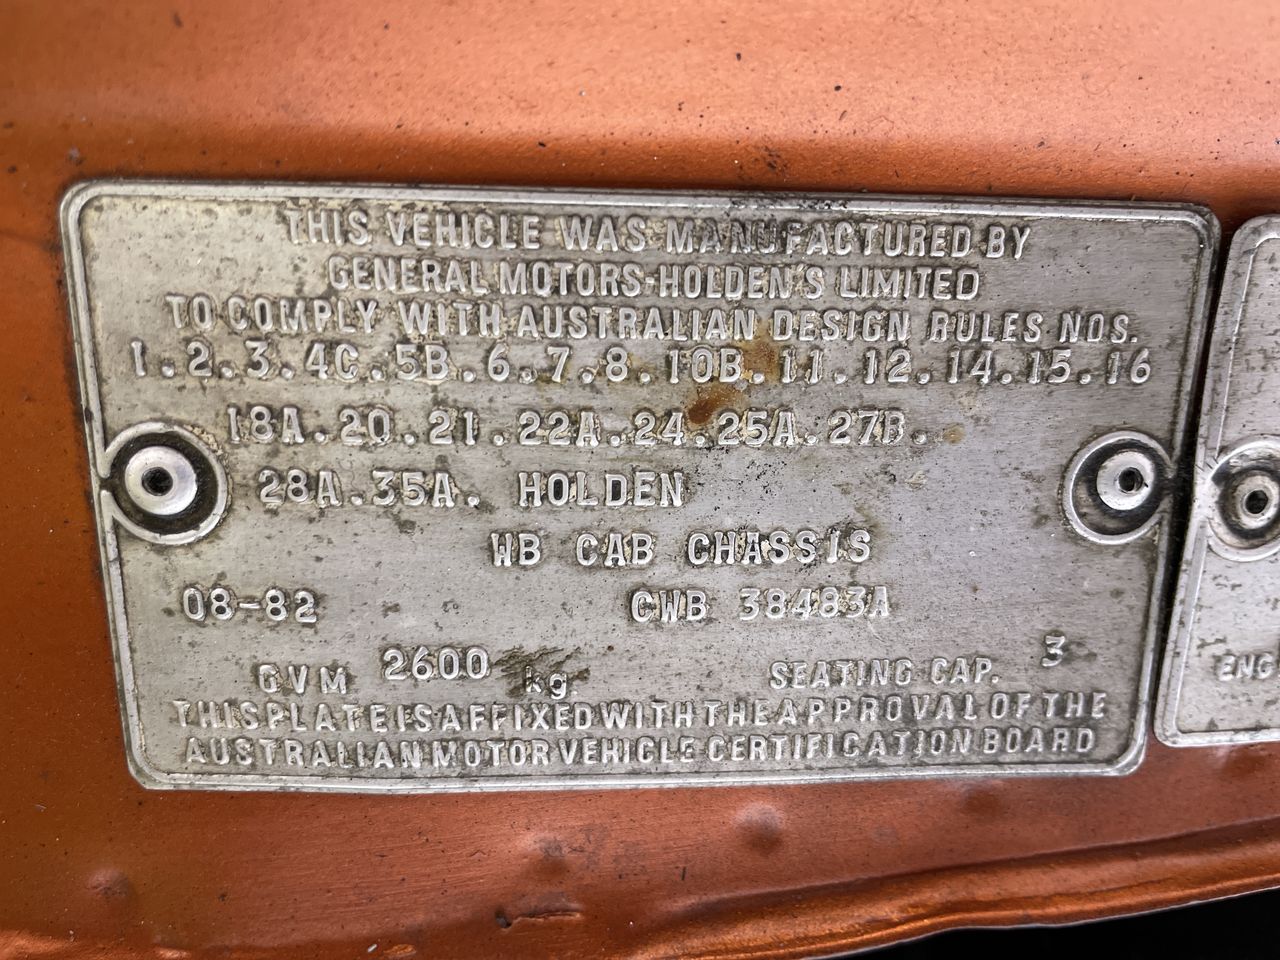 THIS VEHICLE WAS MANUFACTURED BY
GENERAL MOTORS-HOLDEN'S LIMITED
TO COMPLY WITH AUSTRALIAN DESIGN RULES NOS.
1.2.3.4C.5B.6.7.8.10B.11.12.14.15.16
18A.20.21.22A.24.25A.27B.
28A.35A. HOLDEN
WB CAB CHASSIS
08-82 CWB 38483A
GVM 2600 kg. SEATING CAP. 3
THIS PLATE IS AFFIXED WITH THE APPROVAL OF THE
AUSTRALIAN MOTOR VEHICLE CERTIFICATION BOARD
ENG